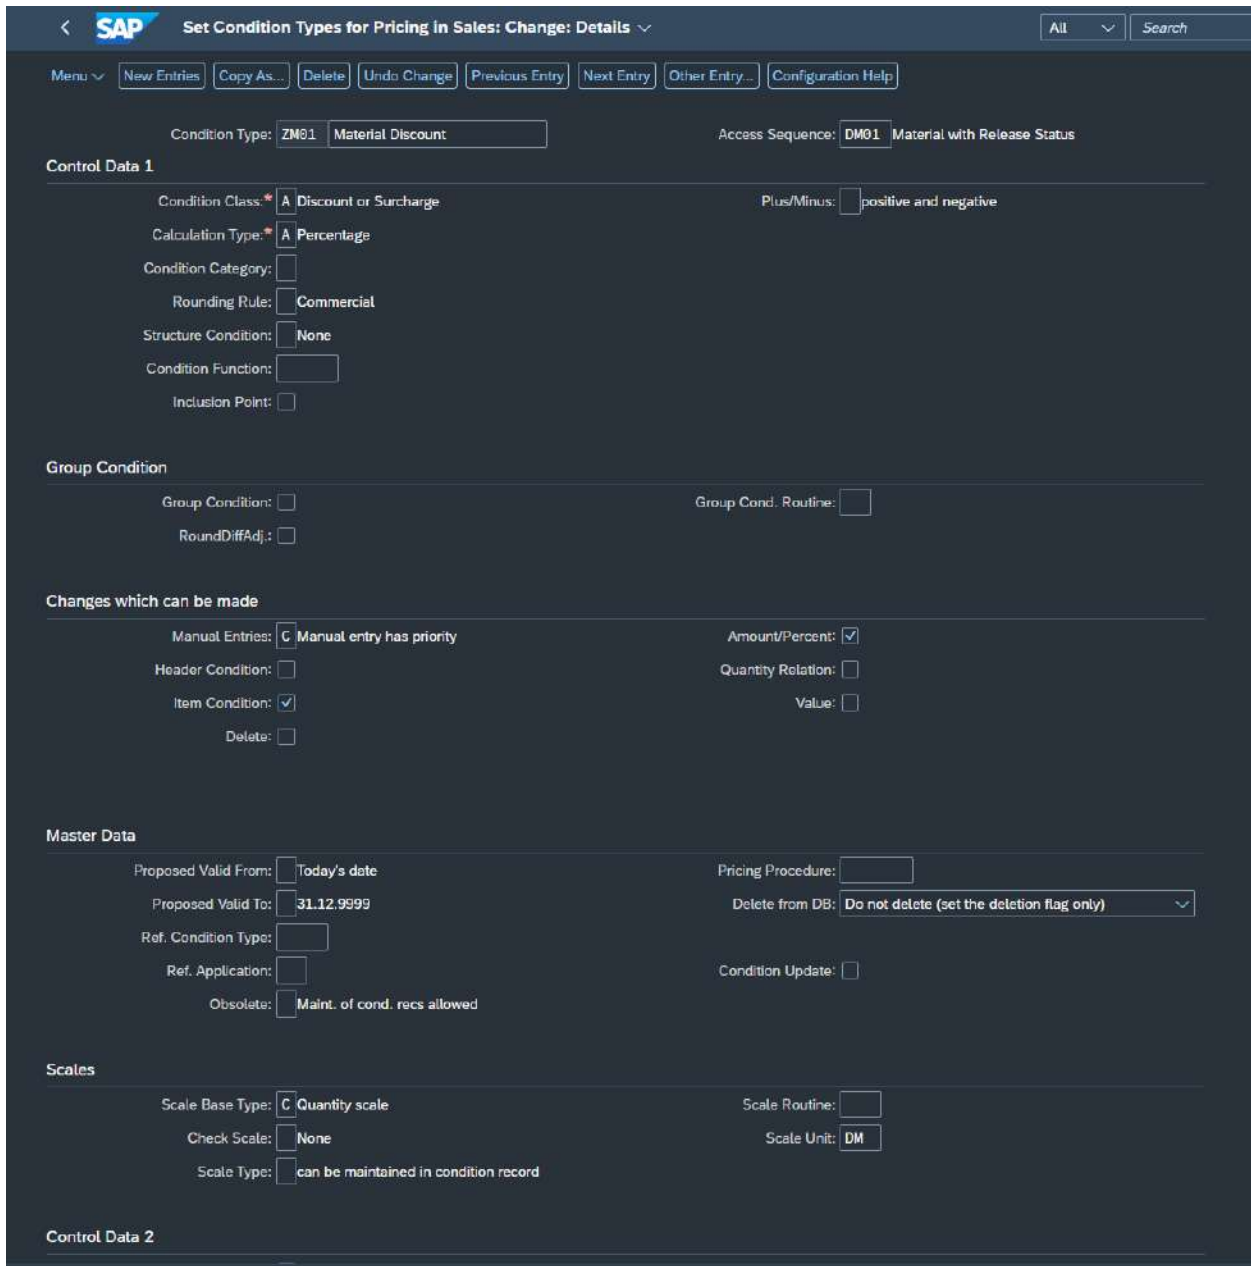 SAP Set Condition Types for Pricing in Sales: Change: Details All Search
Menu New Entries Copy As... Delete Undo Change Previous Entry Next Entry Other Entry... Configuration Help
Condition Type: ZM01 Material Discount Access Sequence: DM01 Material with Release Status
Control Data 1
Condition Class:* A Discount or Surcharge Plus/Minus: positive and negative
Calculation Type:* A Percentage
Condition Category:
Rounding Rule: Commercial
Structure Condition: None
Condition Function:
Inclusion Point:
Group Condition
Group Condition: Group Cond. Routine:
RoundDiffAdj.:
Changes which can be made
Manual Entries: C Manual entry has priority Amount/Percent:
Header Condition: Quantity Relation:
Item Condition: Value:
Delete:
Master Data
Proposed Valid From: Today's date Pricing Procedure:
Proposed Valid To: 31.12.9999 Delete from DB: Do not delete (set the deletion flag only)
Ref. Condition Type:
Ref. Application: Condition Update:
Obsolete: Maint. of cond. recs allowed
Scales
Scale Base Type: C Quantity scale Scale Routine:
Check Scale: None Scale Unit: DM
Scale Type: can be maintained in condition record
Control Data 2